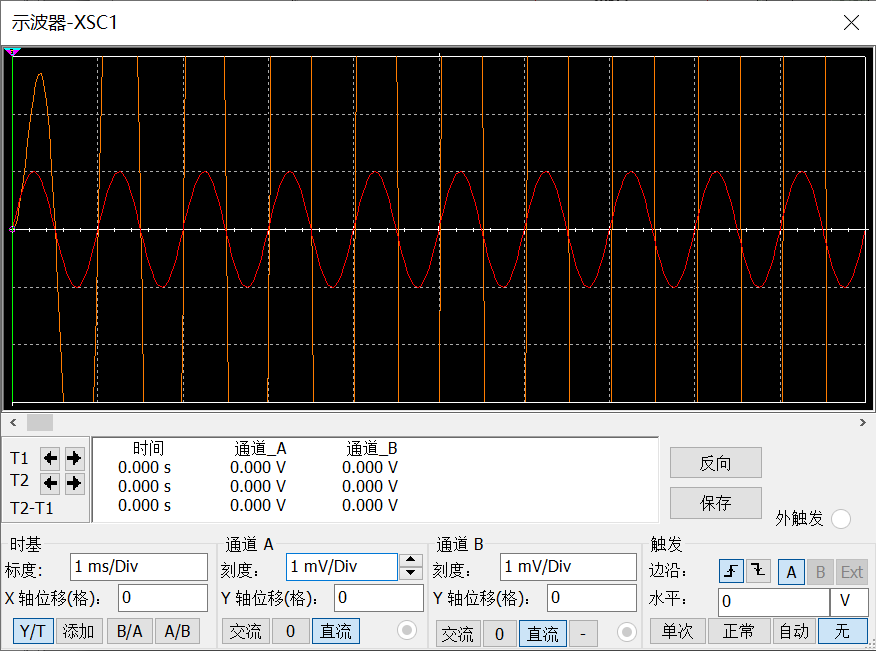 示波器-XSC1
时间 通道_A 通道_B
T1 0.000 s 0.000 V 0.000 V
T2 0.000 s 0.000 V 0.000 V
T2-T1 0.000 s 0.000 V 0.000 V
反向
保存
外触发
时基
标度: 1 ms/Div
X 轴位移(格): 0
Y/T 添加 B/A A/B
通道 A
刻度: 1 mV/Div
Y 轴位移(格): 0
交流 0 直流
通道 B
刻度: 1 mV/Div
Y 轴位移(格): 0
交流 0 直流 -
触发
边沿: A B Ext
水平: 0 V
单次 正常 自动 无